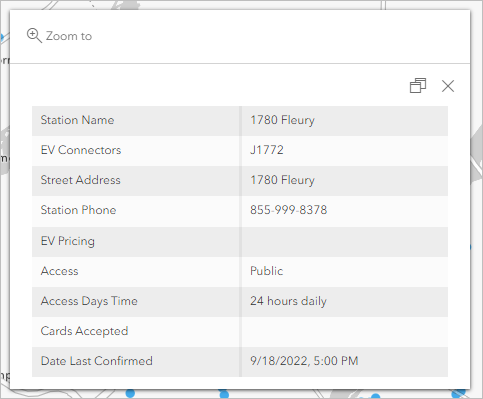 Zoom to
Station Name 1780 Fleury
EV Connectors J1772
Street Address 1780 Fleury
Station Phone 855-999-8378
EV Pricing
Access Public
Access Days Time 24 hours daily
Cards Accepted
Date Last Confirmed 9/18/2022, 5:00 PM